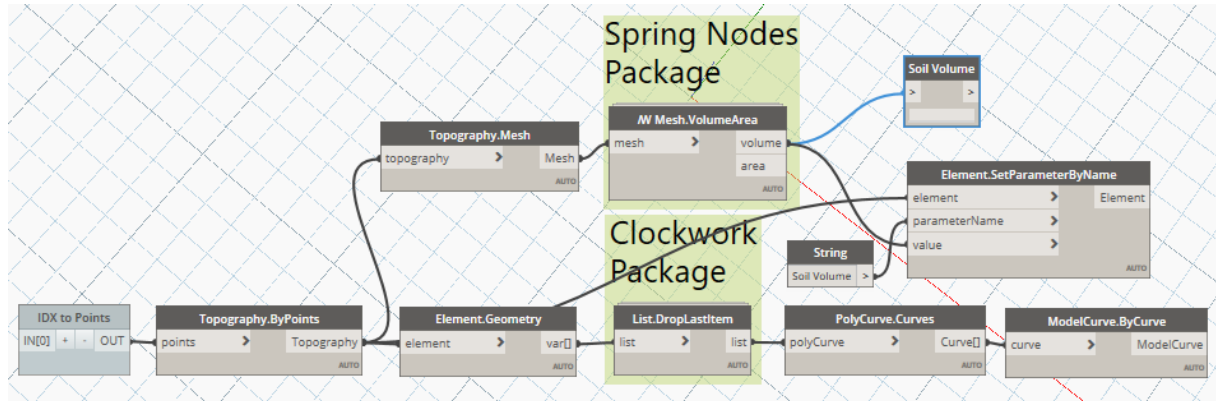 Spring Nodes
Package
Soil Volume
> >
Mesh.VolumeArea
mesh > volume
area
AUTO
Topography.Mesh
topography > Mesh
AUTO
Element.SetParameterByName
element > Element
parameterName >
value >
AUTO
Clockwork
Package
String
Soil Volume >
IDX to Points
IN[0] + - OUT
Topography.ByPoints
points > Topography
AUTO
Element.Geometry
element > var[]
AUTO
List.DropLastItem
list > list
AUTO
PolyCurve.Curves
polyCurve > Curve[]
AUTO
ModelCurve.ByCurve
curve > ModelCurve
AUTO